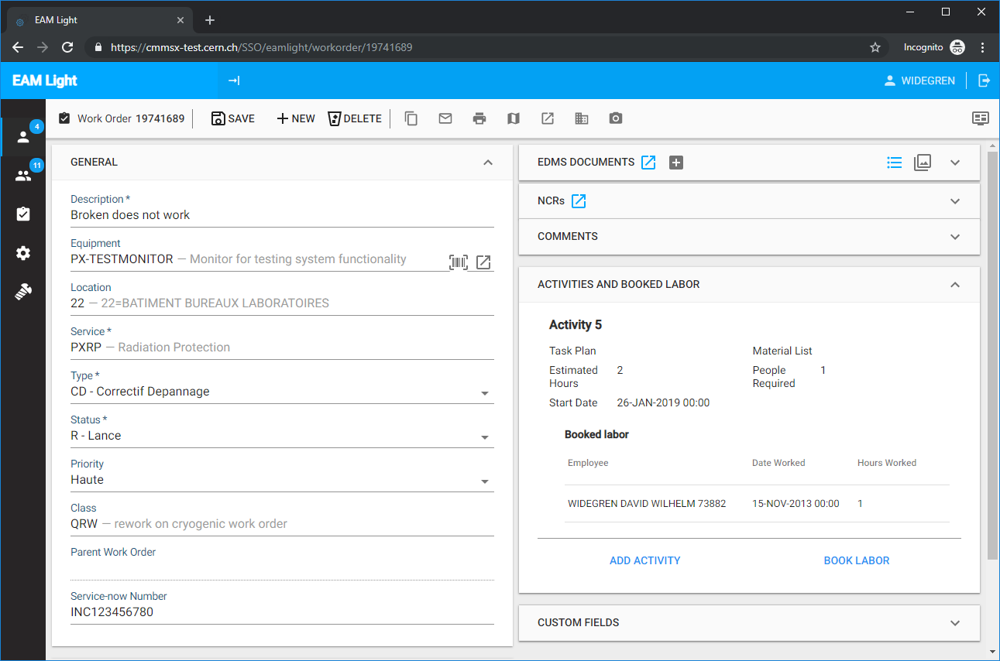 EAM Light
https://cmmsx-test.cern.ch/SSO/eamlight/workorder/19741689
Incognito
EAM Light
WIDEGREN
4
11
Work Order 19741689
SAVE
NEW
DELETE
GENERAL
Description *
Broken does not work
Equipment
PX-TESTMONITOR — Monitor for testing system functionality
Location
22 — 22=BATIMENT BUREAUX LABORATOIRES
Service *
PXRP — Radiation Protection
Type *
CD - Correctif Depannage
Status *
R - Lance
Priority
Haute
Class
QRW — rework on cryogenic work order
Parent Work Order
Service-now Number
INC123456780
EDMS DOCUMENTS
NCRs
COMMENTS
ACTIVITIES AND BOOKED LABOR
Activity 5
Task Plan
Material List
Estimated Hours 2
People Required 1
Start Date 26-JAN-2019 00:00
Booked labor
Employee Date Worked Hours Worked
WIDEGREN DAVID WILHELM 73882 15-NOV-2013 00:00 1
ADD ACTIVITY
BOOK LABOR
CUSTOM FIELDS